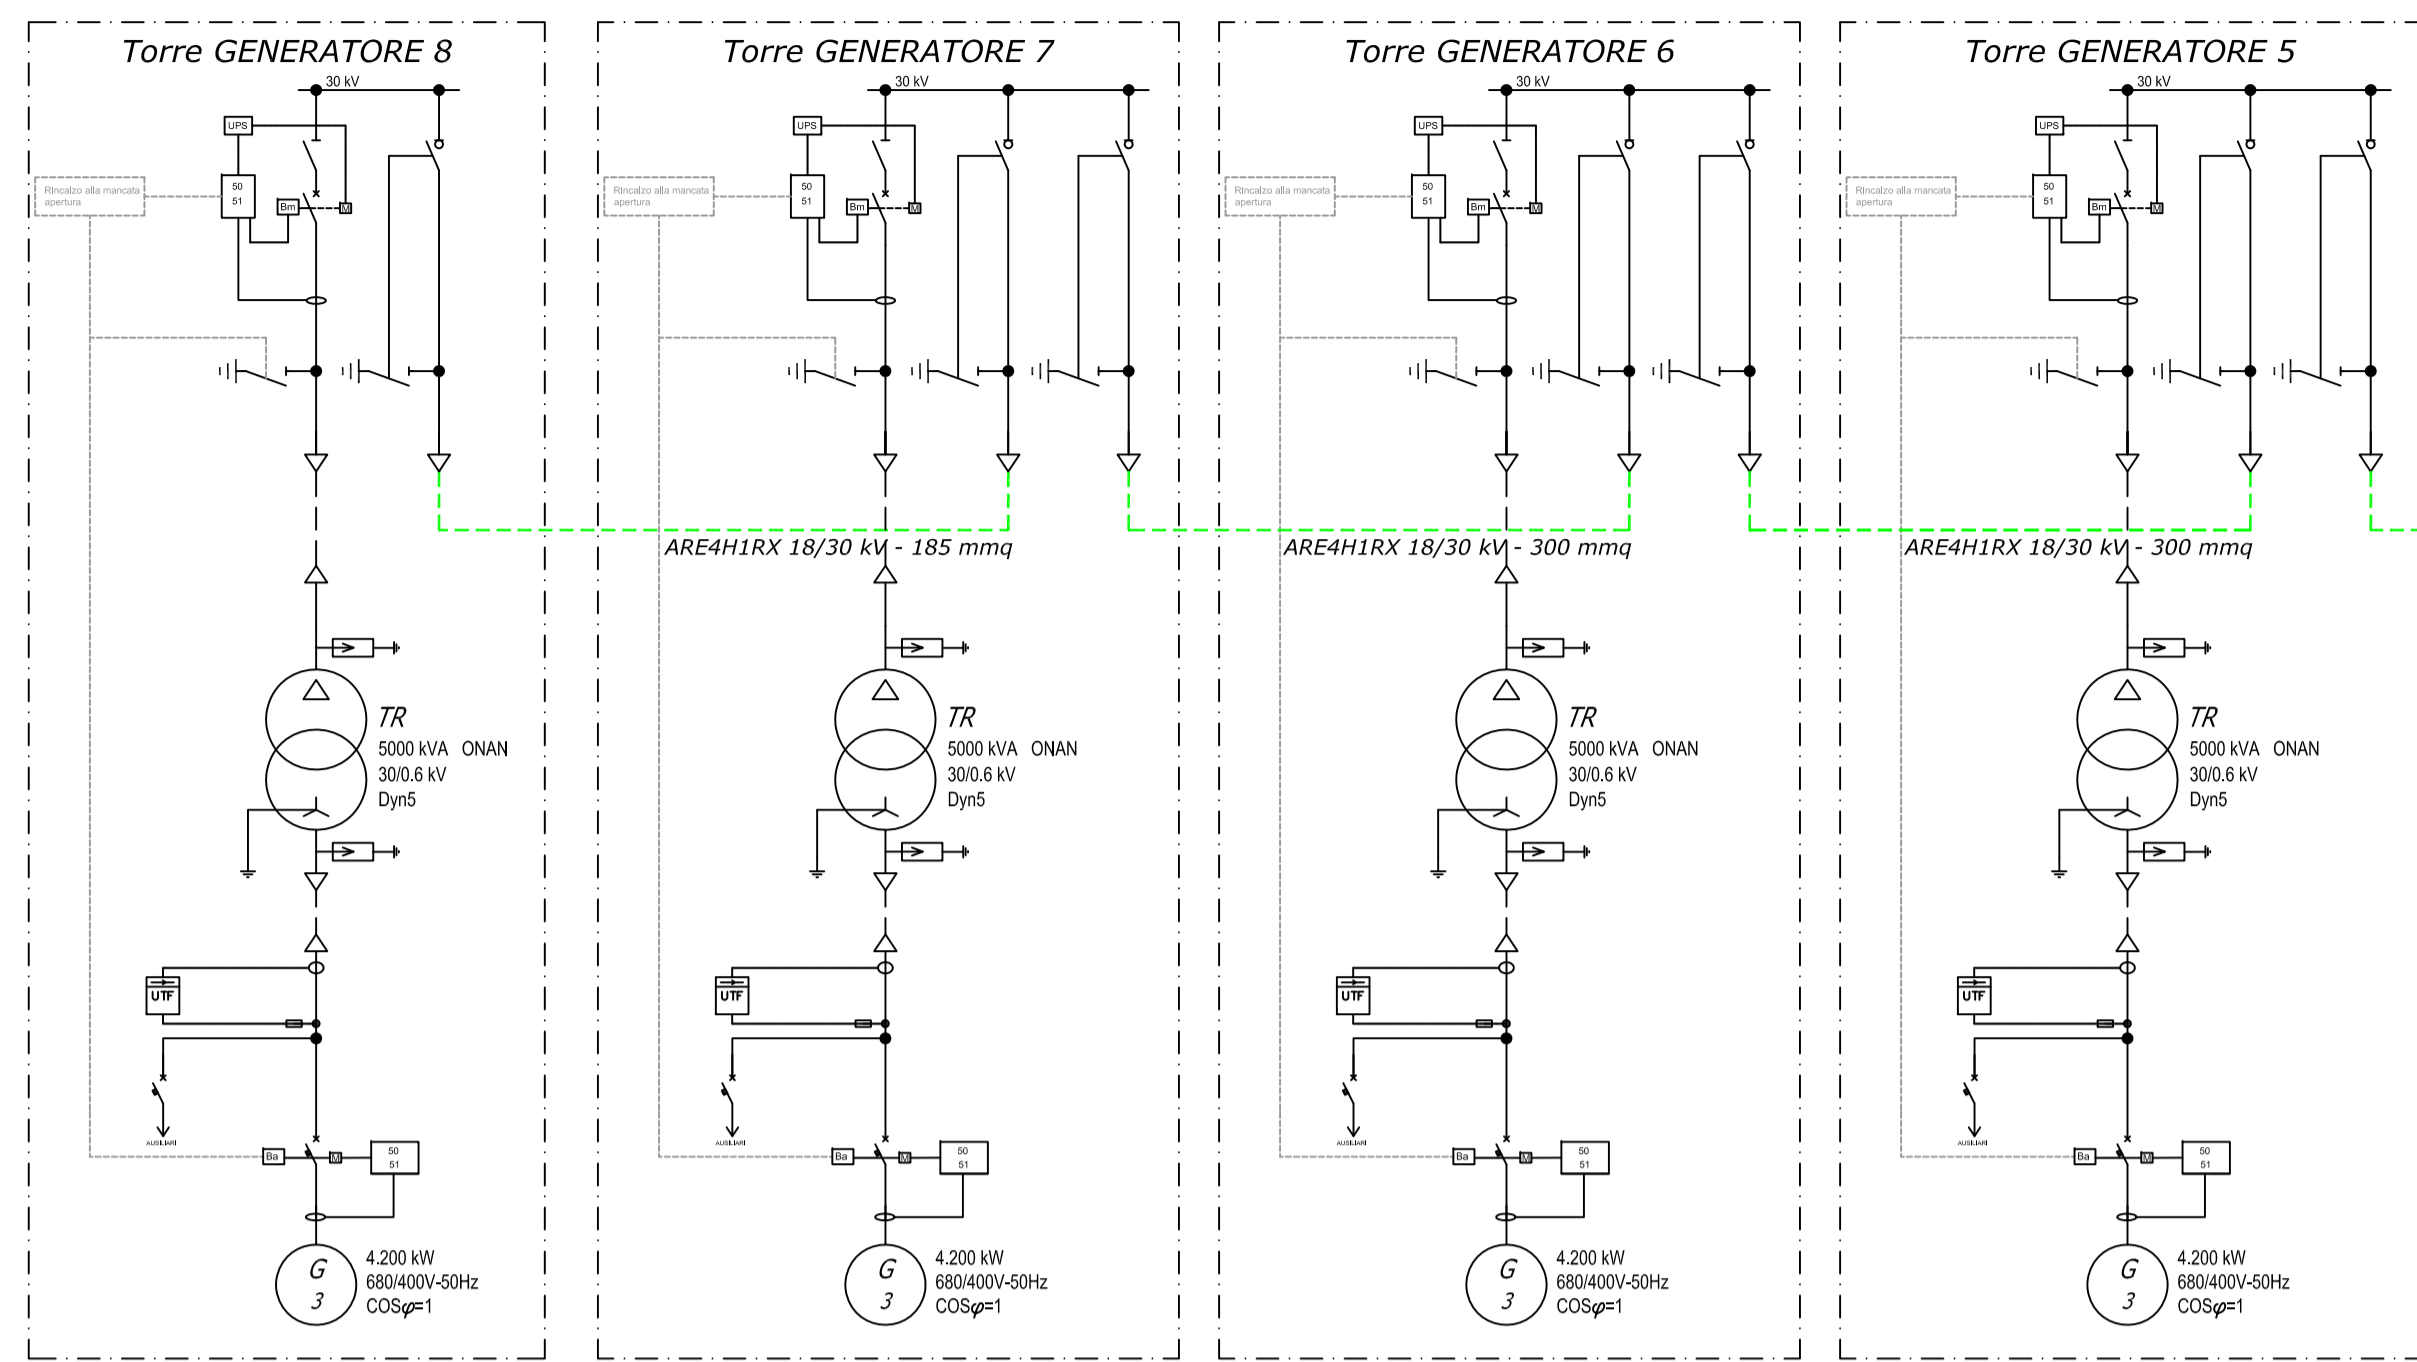 Torre GENERATORE 8
30 kV
UPS
50
51
Bm
M
Rincalzo alla mancata
apertura
TR
5000 kVA ONAN
30/0.6 kV
Dyn5
UTF
AUSILIARI
Ba
M
50
51
G
3
4.200 kW
680/400V-50Hz
COSφ=1
Torre GENERATORE 7
30 kV
UPS
50
51
Bm
M
Rincalzo alla mancata
apertura
ARE4H1RX 18/30 kV - 185 mmq
TR
5000 kVA ONAN
30/0.6 kV
Dyn5
UTF
AUSILIARI
Ba
M
50
51
G
3
4.200 kW
680/400V-50Hz
COSφ=1
Torre GENERATORE 6
30 kV
UPS
50
51
Bm
M
Rincalzo alla mancata
apertura
ARE4H1RX 18/30 kV - 300 mmq
TR
5000 kVA ONAN
30/0.6 kV
Dyn5
UTF
AUSILIARI
Ba
M
50
51
G
3
4.200 kW
680/400V-50Hz
COSφ=1
Torre GENERATORE 5
30 kV
UPS
50
51
Bm
M
Rincalzo alla mancata
apertura
ARE4H1RX 18/30 kV - 300 mmq
TR
5000 kVA ONAN
30/0.6 kV
Dyn5
UTF
AUSILIARI
Ba
M
50
51
G
3
4.200 kW
680/400V-50Hz
COSφ=1